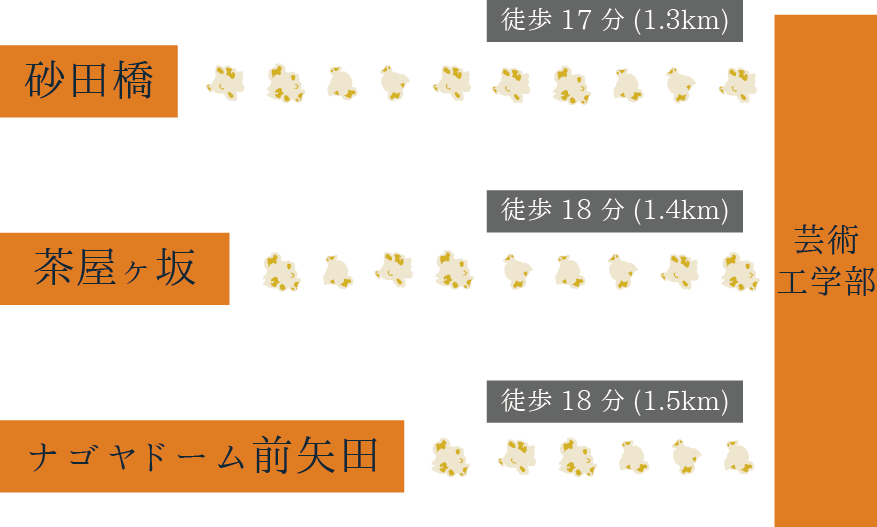 徒歩 17 分 (1.3km)
砂田橋
徒歩 18 分 (1.4km)
茶屋ヶ坂
芸術
工学部
徒歩 18 分 (1.5km)
ナゴヤドーム前矢田